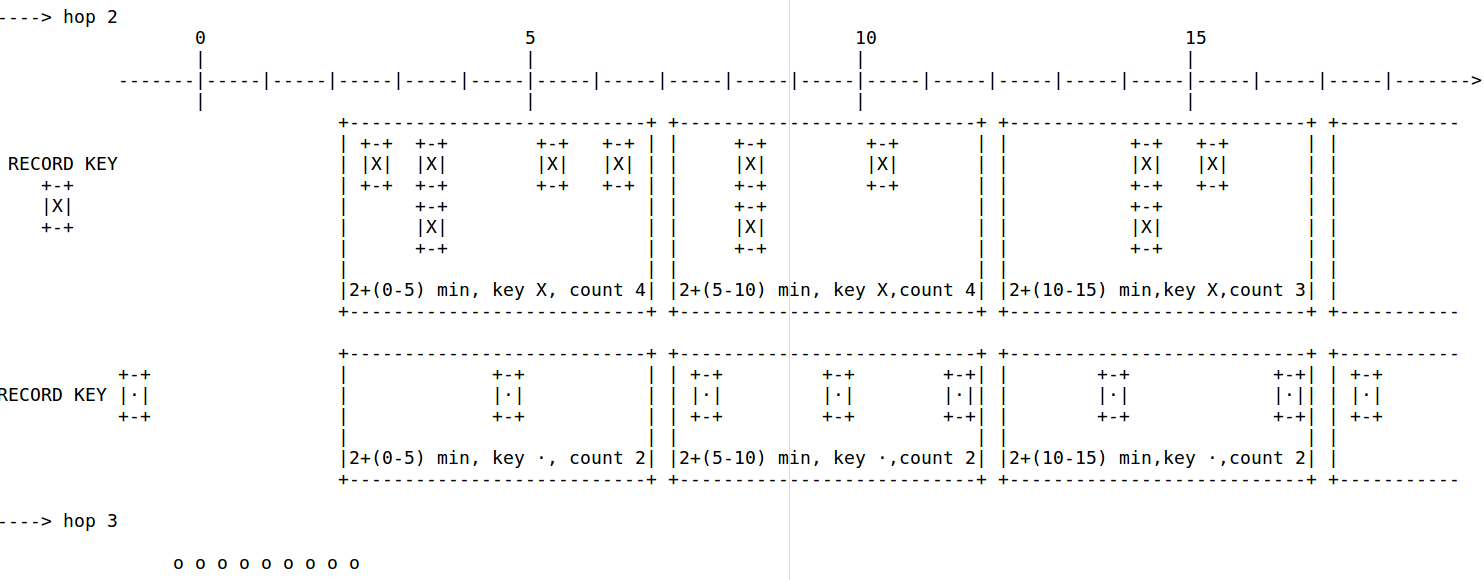 ----> hop 2
0 5 10 15
-------|-----|-----|-----|-----|-----|-----|-----|-----|-----|-----|-----|-----|-----|-----|-----|-----|-----|-----|------->
RECORD KEY
X X X X X X X X
X
X X X
2+(0-5) min, key X, count 4 2+(5-10) min, key X,count 4 2+(10-15) min,key X,count 3
RECORD KEY · · · · · · · ·
2+(0-5) min, key ·, count 2 2+(5-10) min, key ·,count 2 2+(10-15) min,key ·,count 2
----> hop 3
o o o o o o o o o